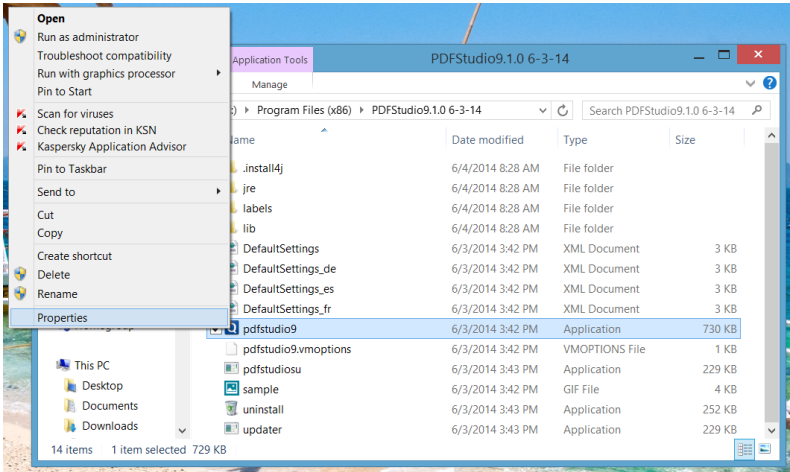 Open
Run as administrator
Troubleshoot compatibility
Run with graphics processor
Pin to Start
Scan for viruses
Check reputation in KSN
Kaspersky Application Advisor
Pin to Taskbar
Send to
Cut
Copy
Create shortcut
Delete
Rename
Properties
Application Tools
PDFStudio9.1.0 6-3-14
Manage
:) Program Files (x86) PDFStudio9.1.0 6-3-14 Search PDFStudio9.1.0 6-3-14
Name Date modified Type Size
.install4j 6/4/2014 8:28 AM File folder
jre 6/4/2014 8:28 AM File folder
labels 6/4/2014 8:28 AM File folder
lib 6/4/2014 8:28 AM File folder
DefaultSettings 6/3/2014 3:42 PM XML Document 3 KB
DefaultSettings_de 6/3/2014 3:42 PM XML Document 3 KB
DefaultSettings_es 6/3/2014 3:42 PM XML Document 3 KB
DefaultSettings_fr 6/3/2014 3:42 PM XML Document 3 KB
Homegroup
pdfstudio9 6/3/2014 3:42 PM Application 730 KB
pdfstudio9.vmoptions 6/3/2014 3:42 PM VMOPTIONS File 1 KB
This PC
pdfstudiosu 6/3/2014 3:43 PM Application 229 KB
Desktop
sample 6/3/2014 3:42 PM GIF File 4 KB
Documents
uninstall 6/3/2014 3:43 PM Application 252 KB
Downloads
updater 6/3/2014 3:43 PM Application 229 KB
14 items 1 item selected 729 KB